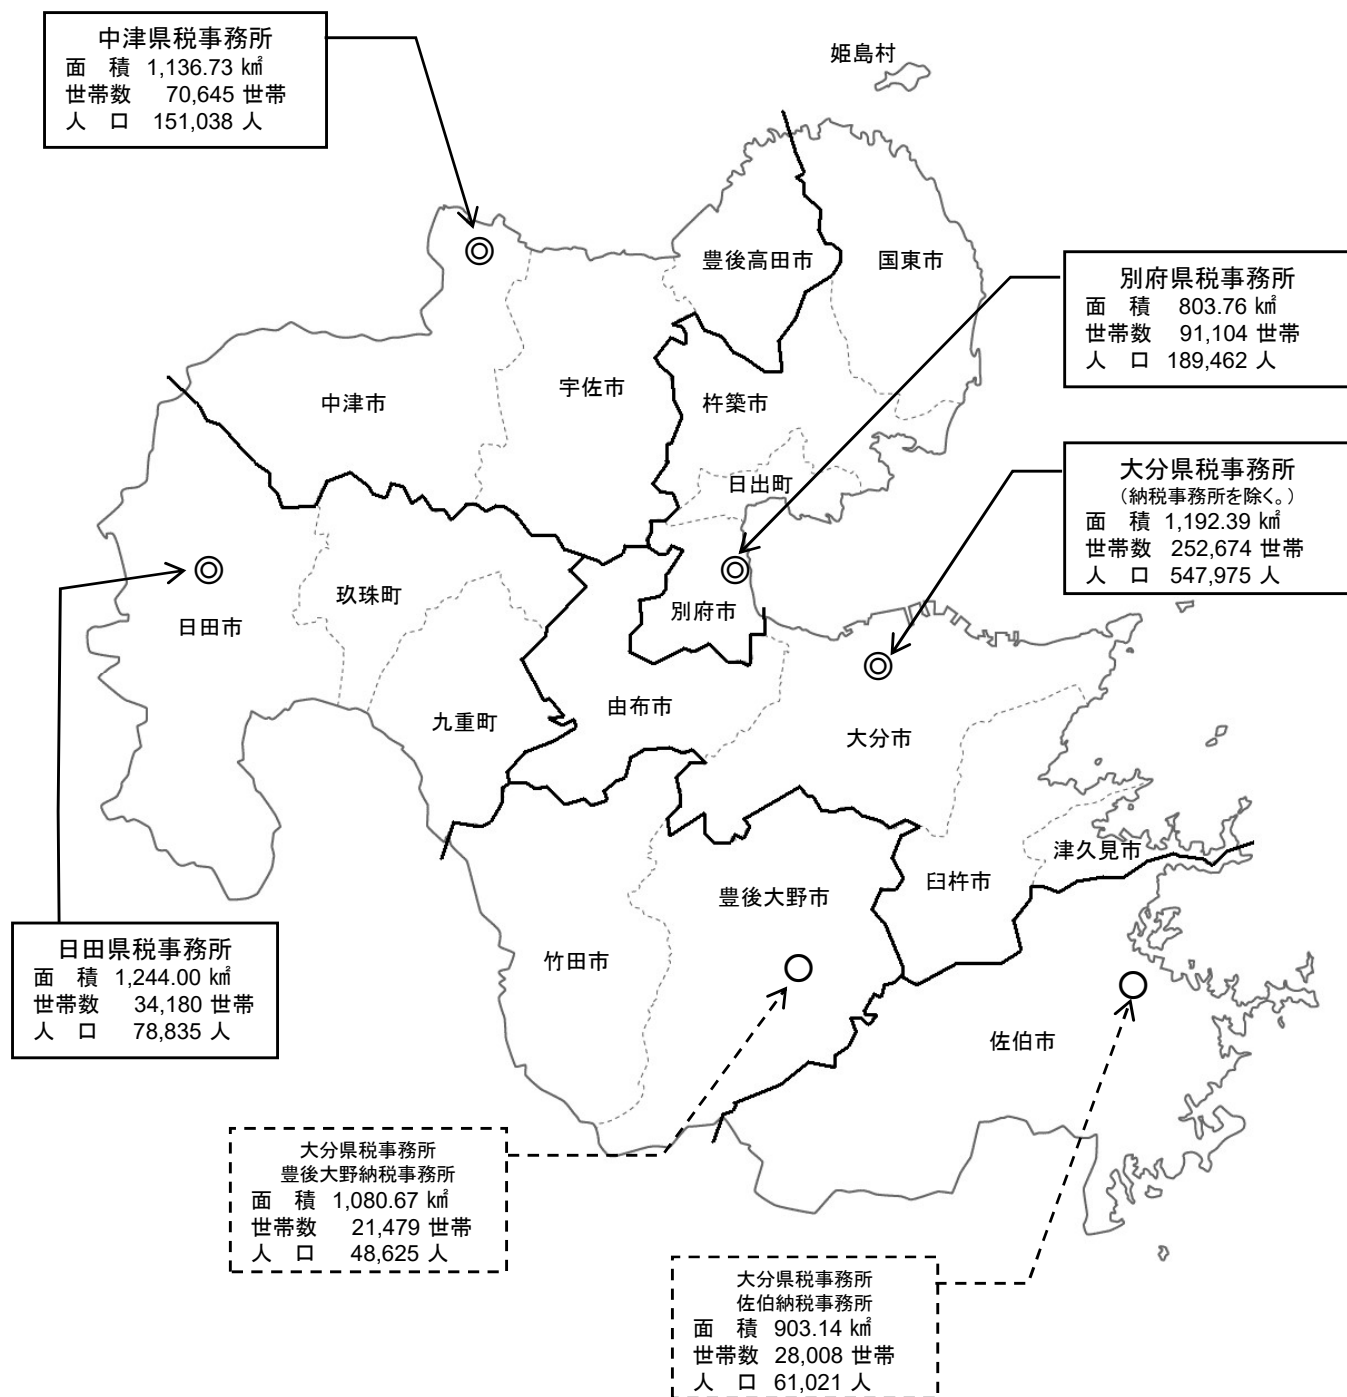 中津県税事務所
面　積 1,136.73 ㎢
世帯数 70,645 世帯
人　口 151,038 人
姫島村
豊後高田市
国東市
別府県税事務所
面　積 803.76 ㎢
世帯数 91,104 世帯
人　口 189,462 人
中津市
宇佐市
杵築市
日出町
大分県税事務所
（納税事務所を除く。）
面　積 1,192.39 ㎢
世帯数 252,674 世帯
人　口 547,975 人
玖珠町
日田市
別府市
九重町
由布市
大分市
津久見市
臼杵市
豊後大野市
竹田市
日田県税事務所
面　積 1,244.00 ㎢
世帯数 34,180 世帯
人　口 78,835 人
佐伯市
大分県税事務所
豊後大野納税事務所
面　積 1,080.67 ㎢
世帯数 21,479 世帯
人　口 48,625 人
大分県税事務所
佐伯納税事務所
面　積 903.14 ㎢
世帯数 28,008 世帯
人　口 61,021 人